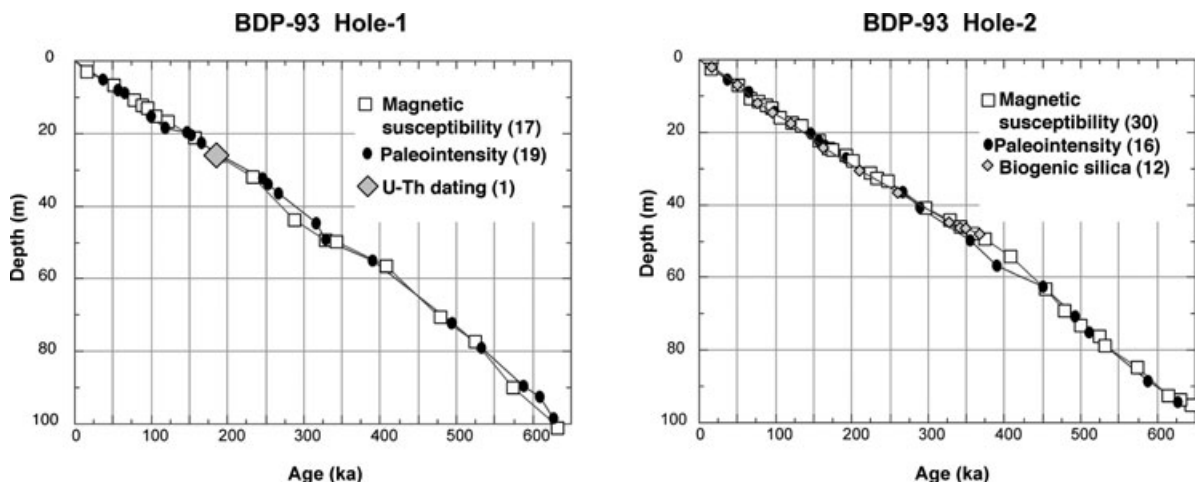 BDP-93 Hole-1
0
20
40
60
80
100
Depth (m)
0
100
200
300
400
500
600
Age (ka)
Magnetic
susceptibility (17)
Paleointensity (19)
U-Th dating (1)
BDP-93 Hole-2
0
20
40
60
80
100
Depth (m)
0
100
200
300
400
500
600
Age (ka)
Magnetic
susceptibility (30)
Paleointensity (16)
Biogenic silica (12)